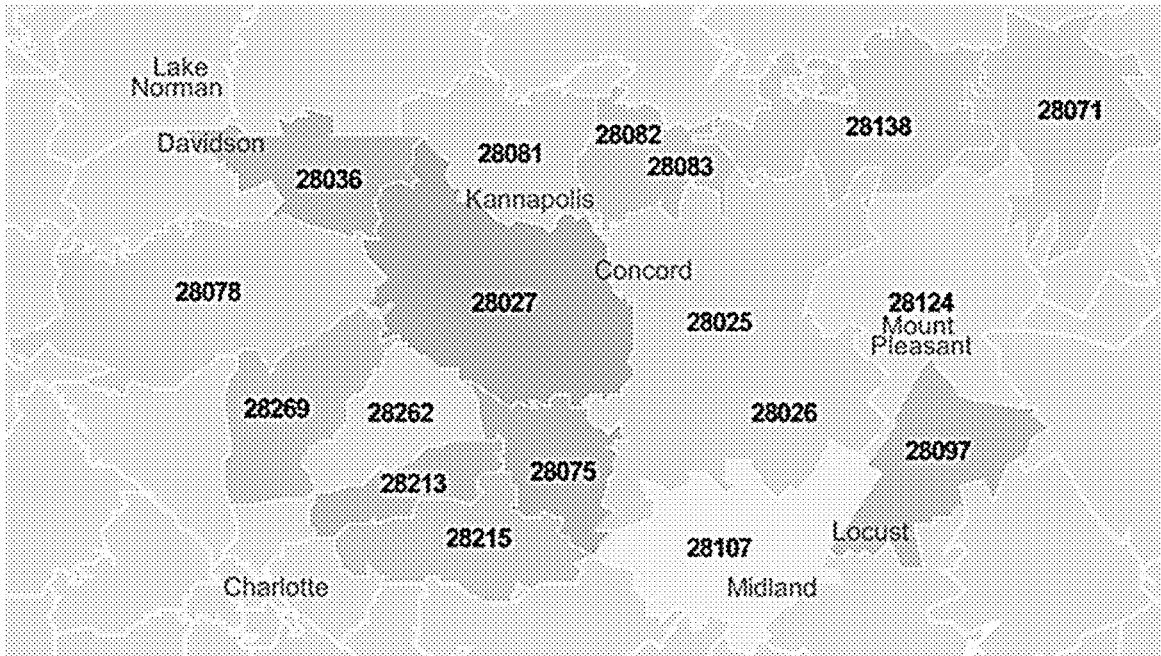 Lake
Norman
28071
28138
28082
Davidson
28081
28083
28036
Kannapolis
Concord
28078
28027
28124
28025
Mount
Pleasant
28269
28262
28026
28097
28075
28213
Locust
28215
28107
Charlotte
Midland